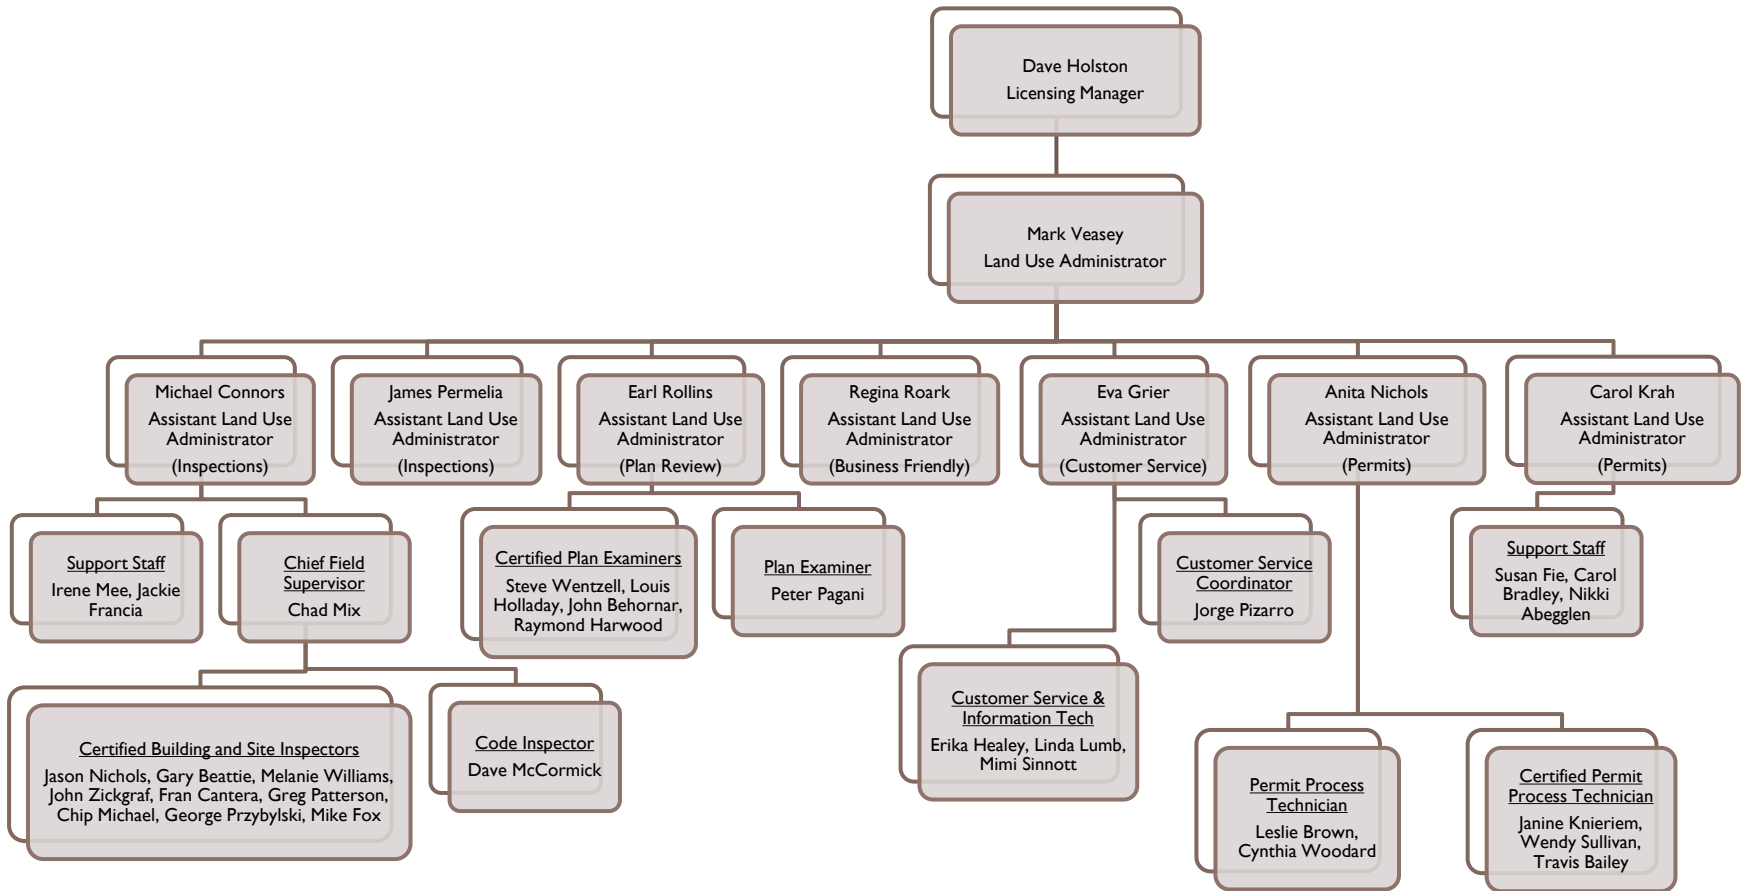 Dave Holston
Licensing Manager
Mark Veasey
Land Use Administrator
Michael Connors
Assistant Land Use
Administrator
(Inspections)
James Permelia
Assistant Land Use
Administrator
(Inspections)
Earl Rollins
Assistant Land Use
Administrator
(Plan Review)
Regina Roark
Assistant Land Use
Administrator
(Business Friendly)
Eva Grier
Assistant Land Use
Administrator
(Customer Service)
Anita Nichols
Assistant Land Use
Administrator
(Permits)
Carol Krah
Assistant Land Use
Administrator
(Permits)
Support Staff
Irene Mee, Jackie
Francia
Chief Field
Supervisor
Chad Mix
Certified Plan Examiners
Steve Wentzell, Louis
Holladay, John Behornar,
Raymond Harwood
Plan Examiner
Peter Pagani
Customer Service
Coordinator
Jorge Pizarro
Support Staff
Susan Fie, Carol
Bradley, Nikki
Abegglen
Certified Building and Site Inspectors
Jason Nichols, Gary Beattie, Melanie Williams,
John Zickgraf, Fran Cantera, Greg Patterson,
Chip Michael, George Przybylski, Mike Fox
Code Inspector
Dave McCormick
Customer Service &
Information Tech
Erika Healey, Linda Lumb,
Mimi Sinnott
Permit Process
Technician
Leslie Brown,
Cynthia Woodard
Certified Permit
Process Technician
Janine Knieriem,
Wendy Sullivan,
Travis Bailey